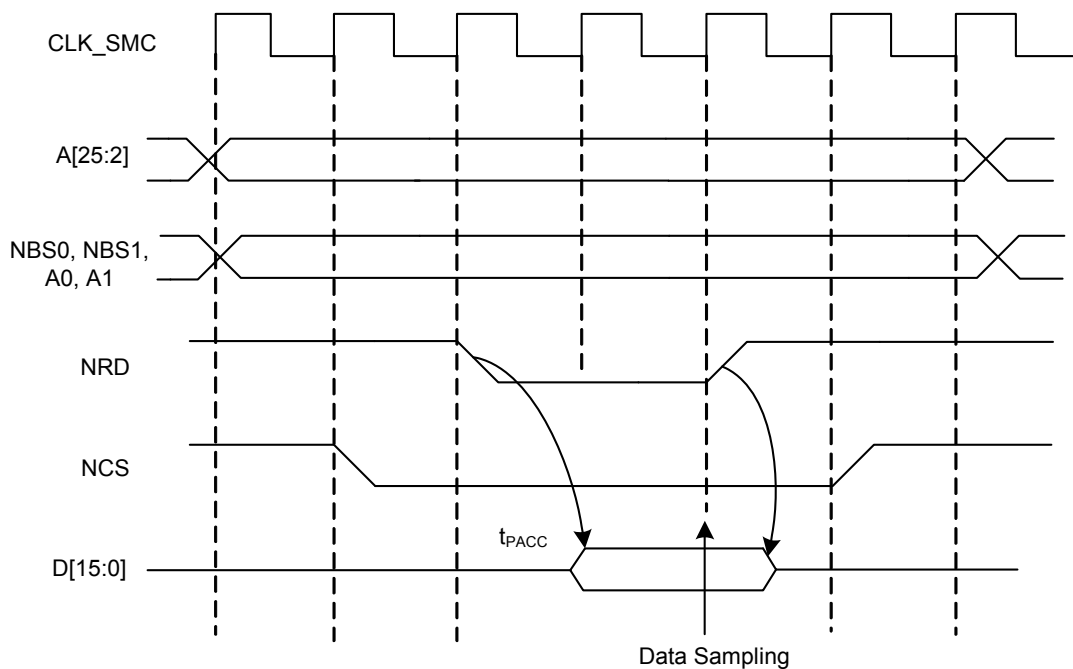 CLK_SMC
A[25:2]
NBS0, NBS1,
A0, A1
NRD
NCS
tPACC
D[15:0]
Data Sampling